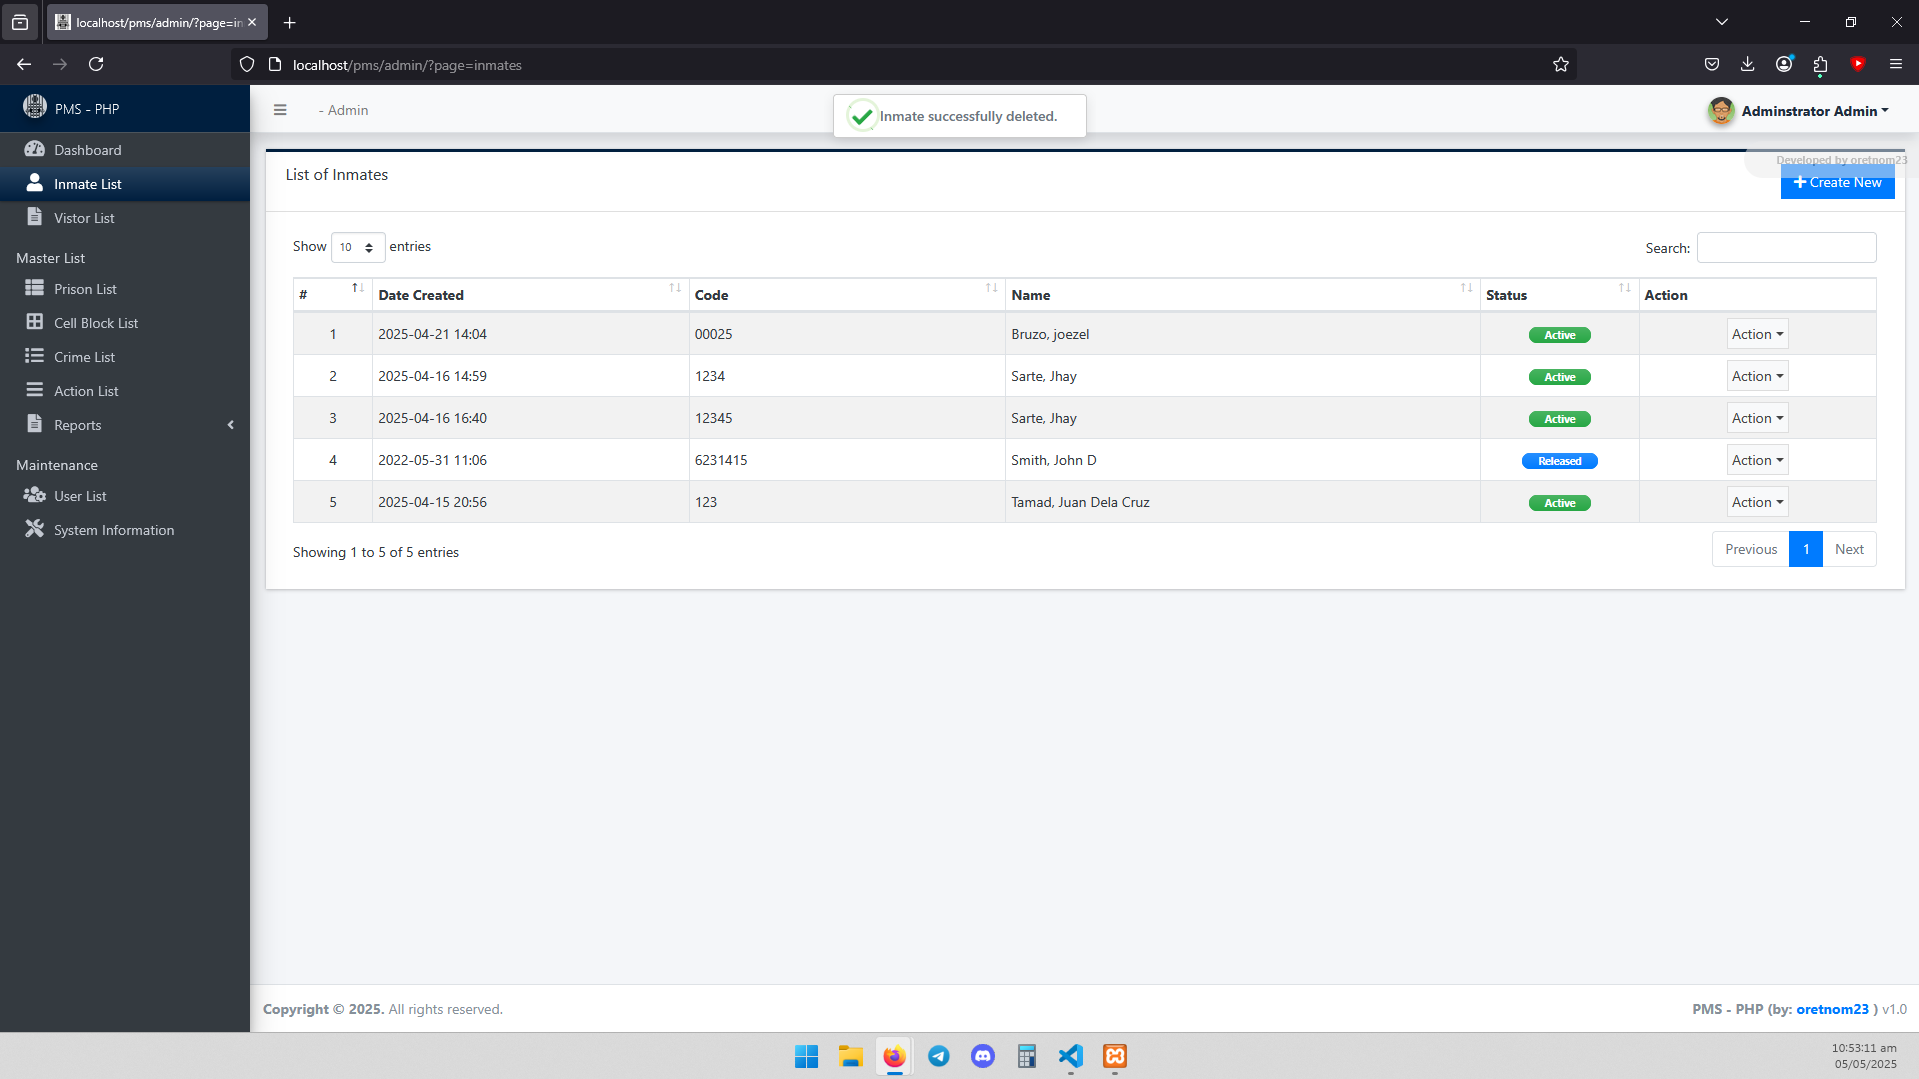 localhost/pms/admin/?page=in
localhost/pms/admin/?page=inmates
PMS - PHP
- Admin
Inmate successfully deleted.
Adminstrator Admin
Dashboard
Inmate List
Vistor List
Master List
Prison List
Cell Block List
Crime List
Action List
Reports
Maintenance
User List
System Information
List of Inmates
Developed by oretnom23
Create New
Show 10 entries
Search:
# Date Created Code Name Status Action
1 2025-04-21 14:04 00025 Bruzo, joezel Active Action
2 2025-04-16 14:59 1234 Sarte, Jhay Active Action
3 2025-04-16 16:40 12345 Sarte, Jhay Active Action
4 2022-05-31 11:06 6231415 Smith, John D Released Action
5 2025-04-15 20:56 123 Tamad, Juan Dela Cruz Active Action
Showing 1 to 5 of 5 entries
Previous 1 Next
Copyright © 2025. All rights reserved.
PMS - PHP (by: oretnom23 ) v1.0
10:53:11 am
05/05/2025